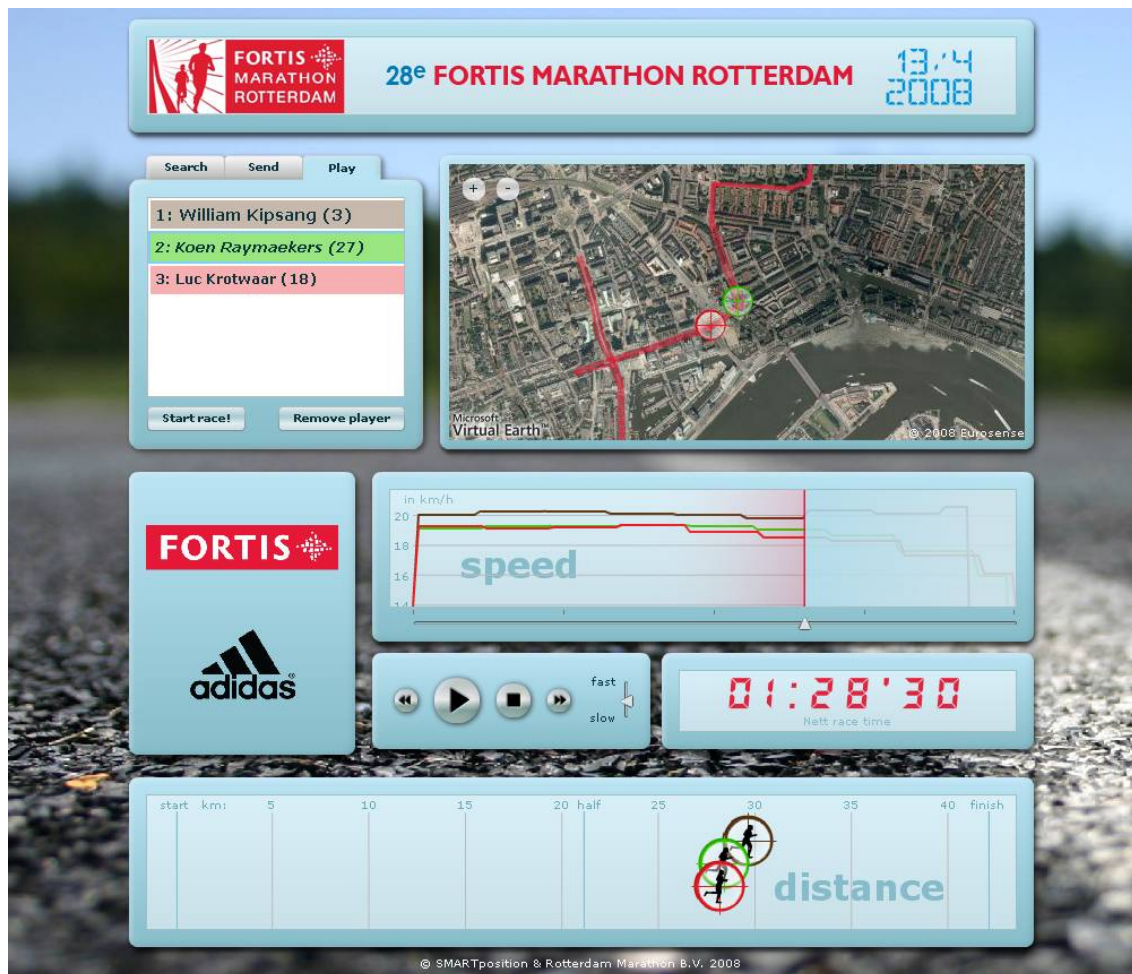 FORTIS
MARATHON
ROTTERDAM
28e FORTIS MARATHON ROTTERDAM
13/4
2008
Search Send Play
1: William Kipsang (3)
2: Koen Raymaekers (27)
3: Luc Krotwaar (18)
Start race!
Remove player
+ -
Microsoft
Virtual Earth™
© 2008 Eurosense
FORTIS
adidas®
in km/h
20
18
16
14
speed
fast
slow
01:28'30
Nett race time
start km: 5 10 15 20 half 25 30 35 40 finish
distance
© SMARTposition & Rotterdam Marathon B.V. 2008